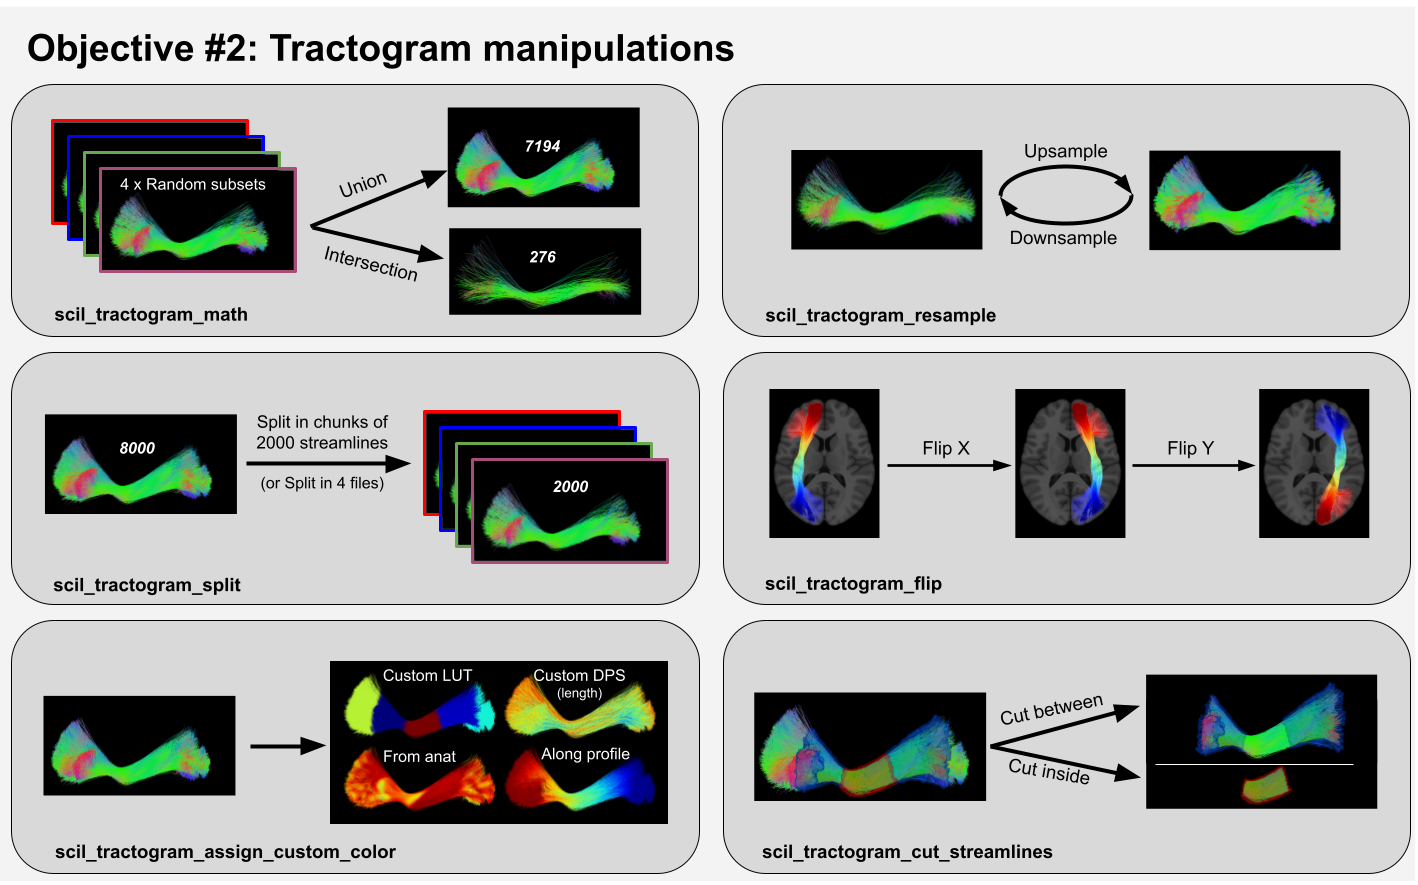 Objective #2: Tractogram manipulations
4 x Random subsets
Union
Intersection
7194
276
scil_tractogram_math
Upsample
Downsample
scil_tractogram_resample
8000
Split in chunks of
2000 streamlines
(or Split in 4 files)
2000
scil_tractogram_split
Flip X
Flip Y
scil_tractogram_flip
Custom LUT
Custom DPS
(length)
From anat
Along profile
scil_tractogram_assign_custom_color
Cut between
Cut inside
scil_tractogram_cut_streamlines